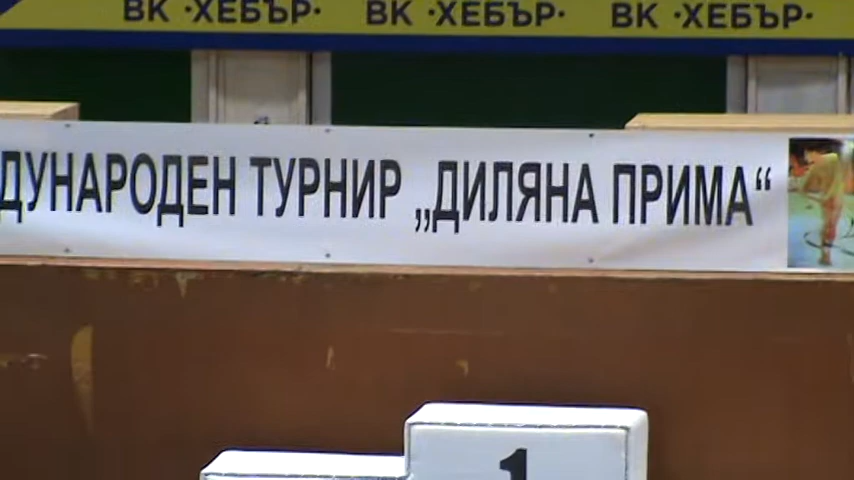 ВК ·ХЕБЪР· ВК ·ХЕБЪР· ВК ·ХЕБЪР·
ДУНАРОДЕН ТУРНИР „ДИЛЯНА ПРИМА“
1